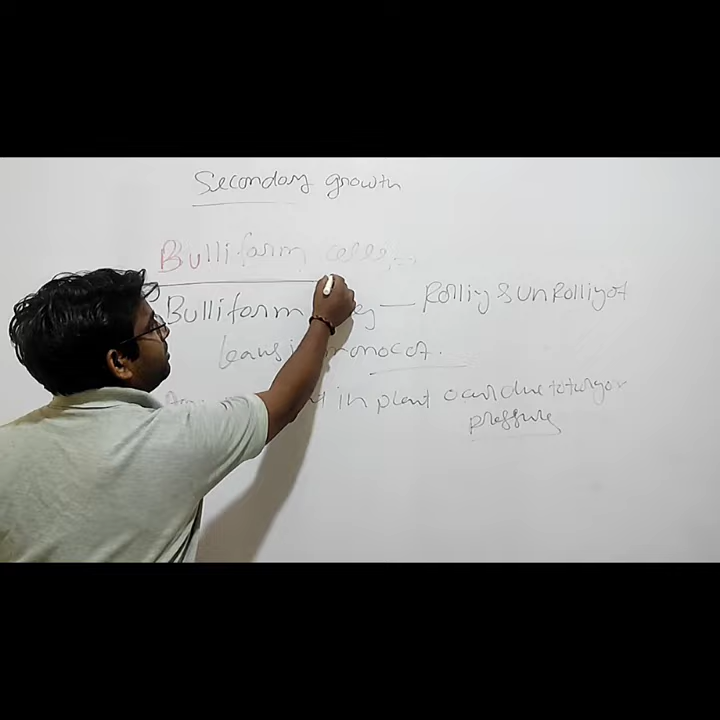 Secondary growth
Bulliform cells
Bulliform — Rolling & UnRolling of
leaves in monocot.
in plant occur due to turgor
pressure